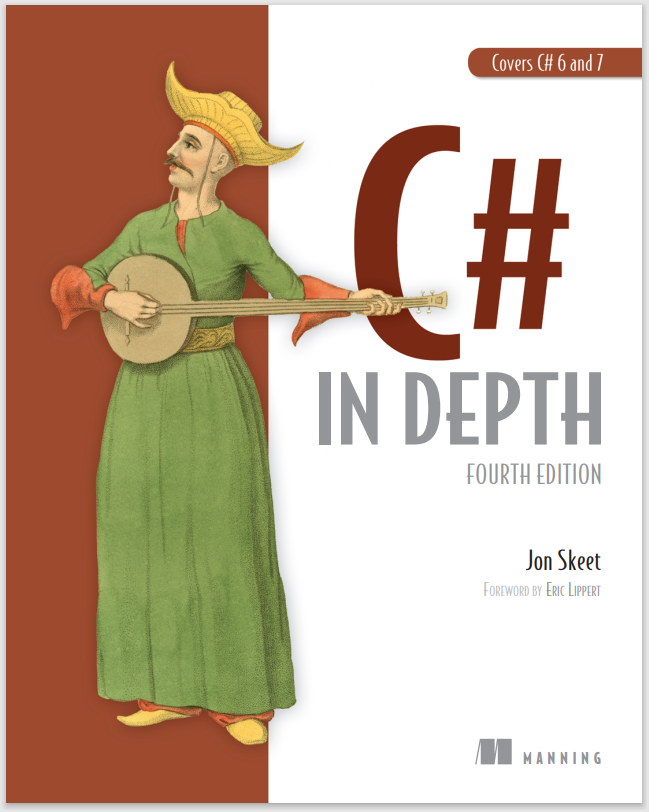 Covers C# 6 and 7
C#
IN DEPTH
FOURTH EDITION
Jon Skeet
FOREWORD BY ERIC LIPPERT
MANNING